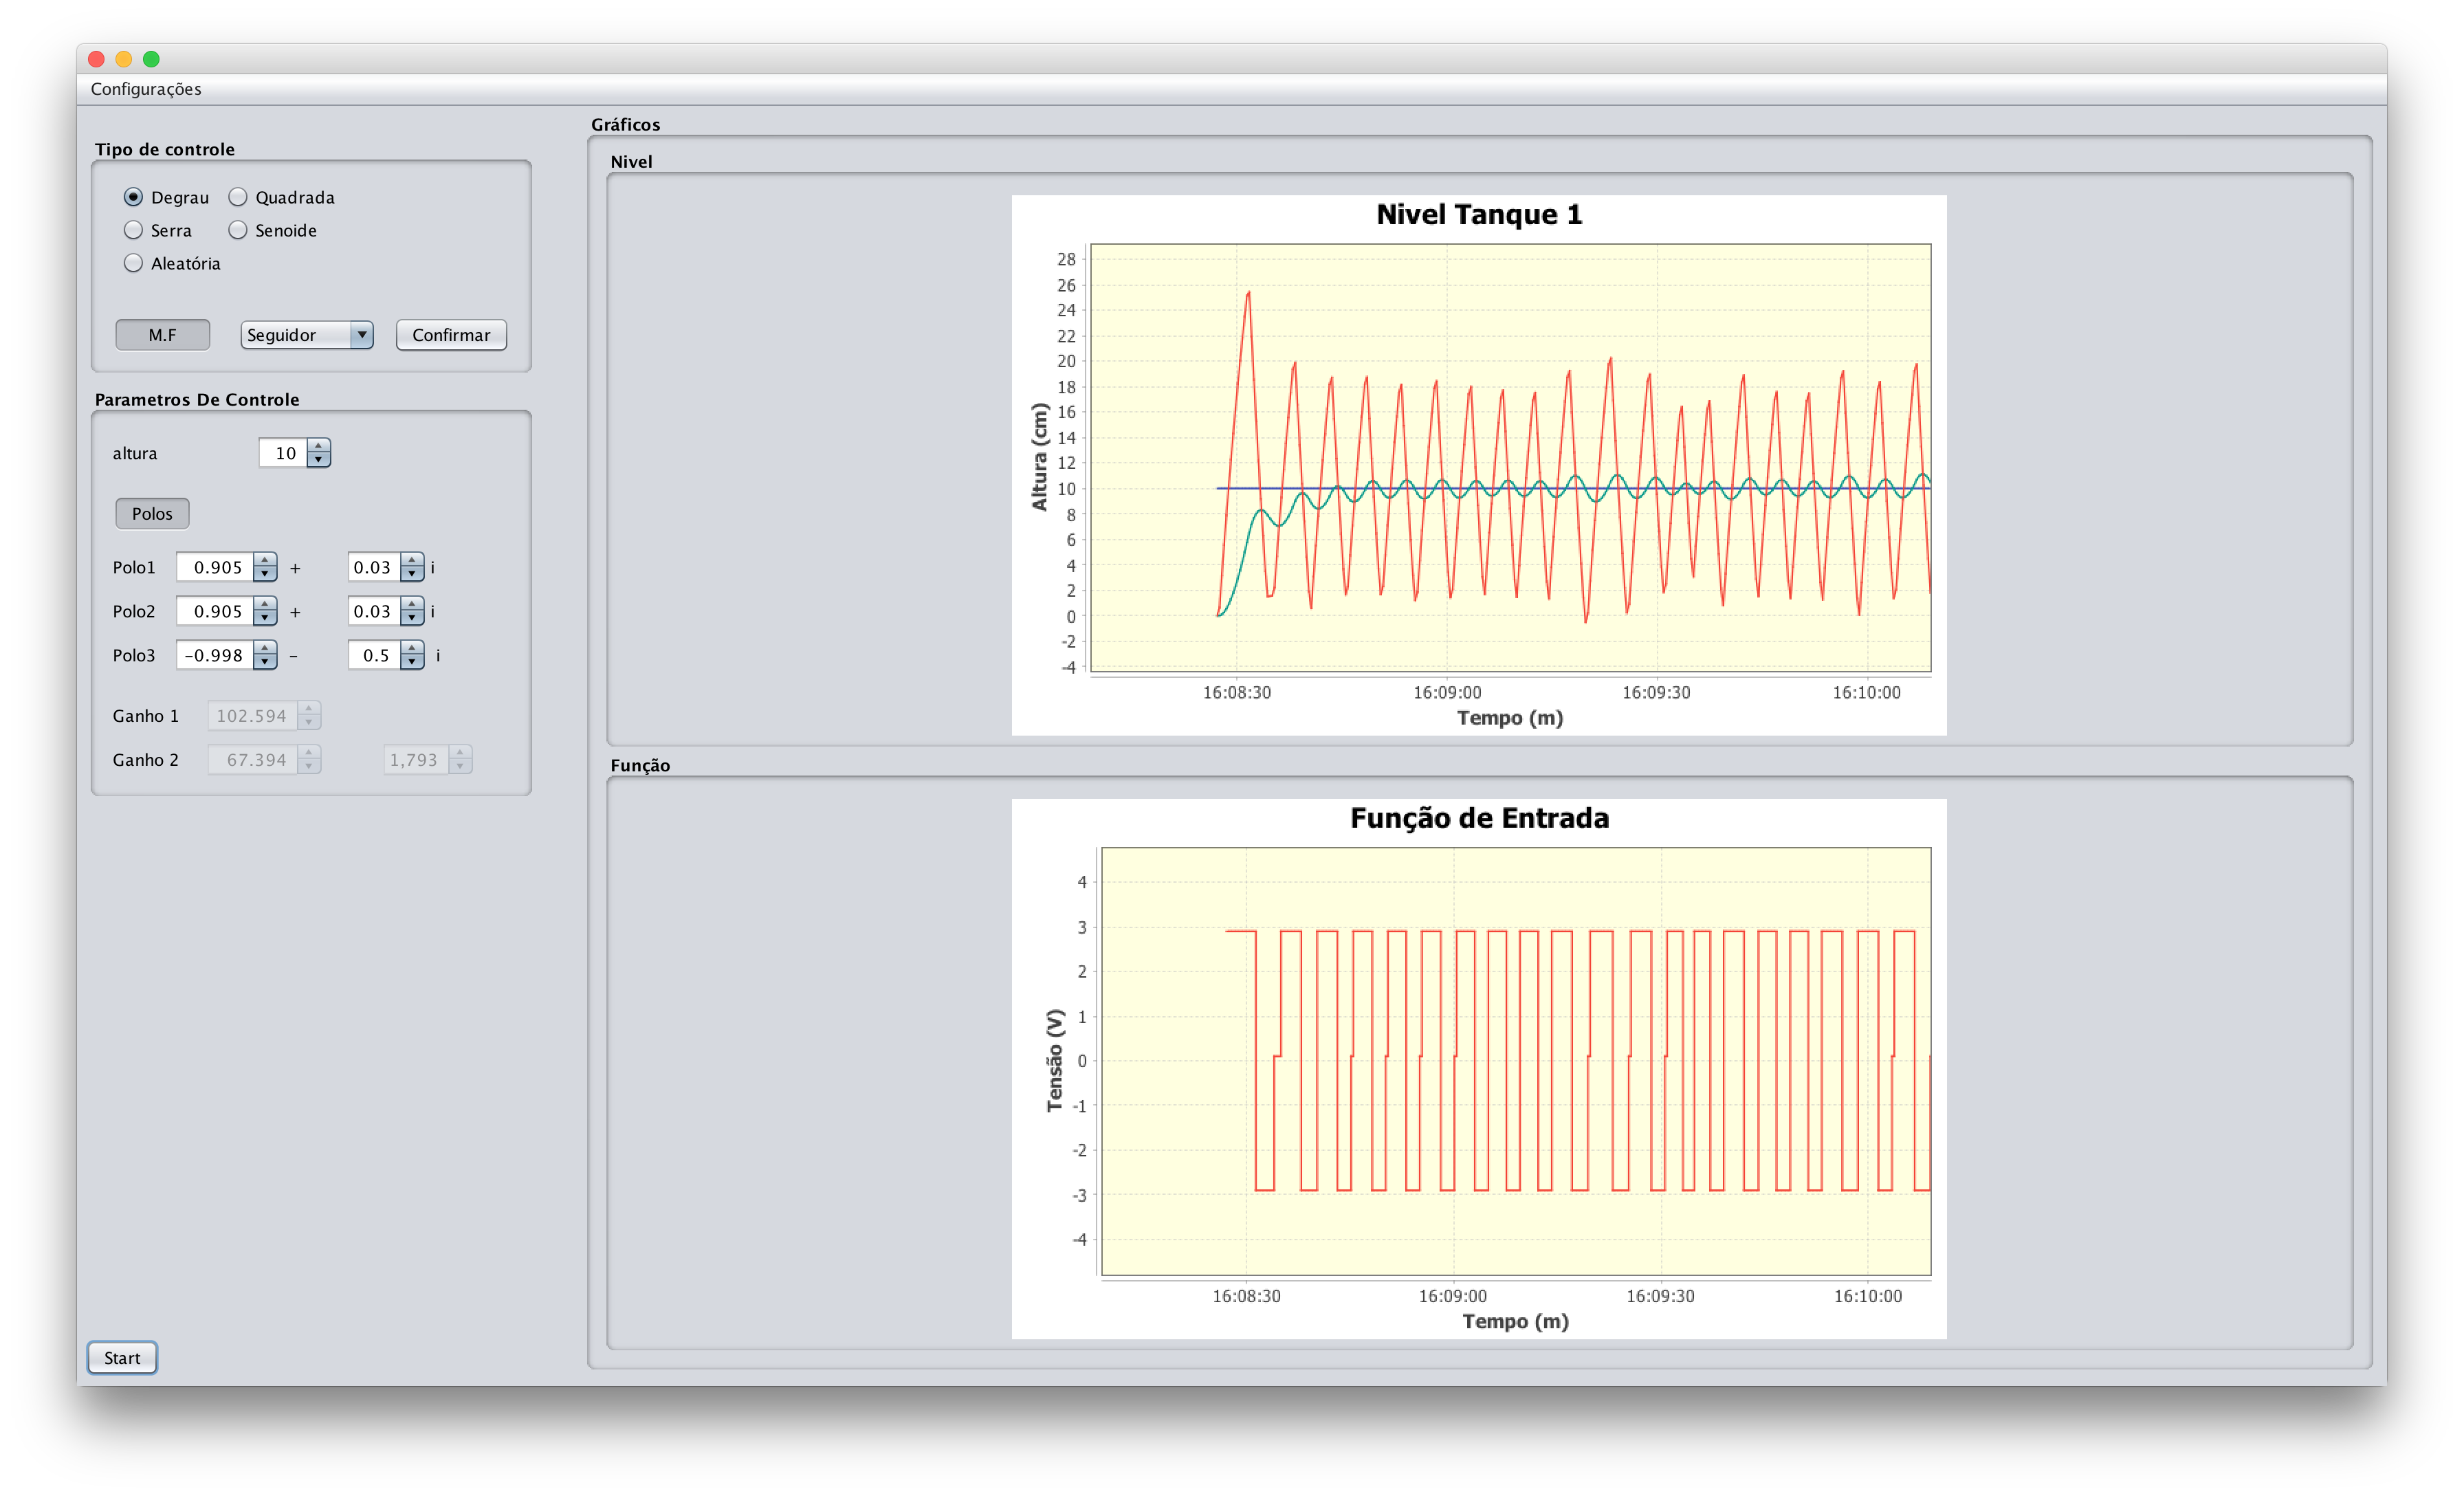 Configurações
Tipo de controle
Degrau Quadrada
Serra Senoide
Aleatória
M.F Seguidor Confirmar
Parametros De Controle
altura 10
Polos
Polo1 0.905 + 0.03 i
Polo2 0.905 + 0.03 i
Polo3 -0.998 - 0.5 i
Ganho 1 102.594
Ganho 2 67.394 1,793
Start
Gráficos
Nivel
Nivel Tanque 1
Altura (cm)
28
26
24
22
20
18
16
14
12
10
8
6
4
2
0
-2
-4
16:08:30 16:09:00 16:09:30 16:10:00
Tempo (m)
Função
Função de Entrada
Tensão (V)
4
3
2
1
0
-1
-2
-3
-4
16:08:30 16:09:00 16:09:30 16:10:00
Tempo (m)